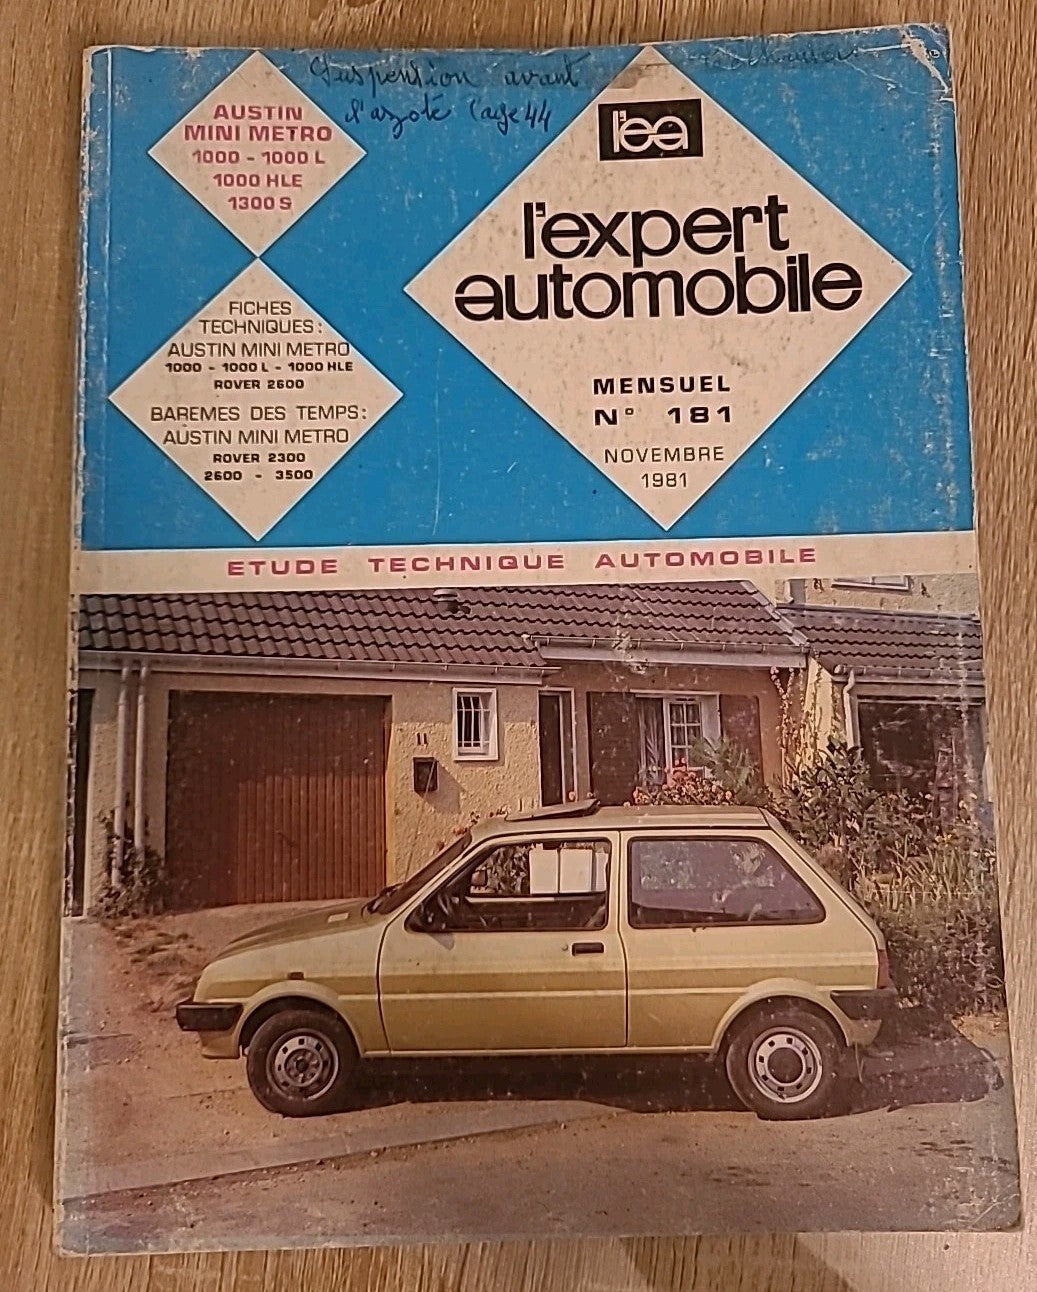 Suspension avant
l'azote (age 44
AUSTIN
MINI METRO
1000 - 1000 L
1000 HLE
1300 S
l'ea
l'expert
automobile
MENSUEL
N° 181
NOVEMBRE
1981
FICHES
TECHNIQUES:
AUSTIN MINI METRO
1000 - 1000 L - 1000 HLE
ROVER 2600
BAREMES DES TEMPS:
AUSTIN MINI METRO
ROVER 2300
2600 - 3500
ETUDE TECHNIQUE AUTOMOBILE
11